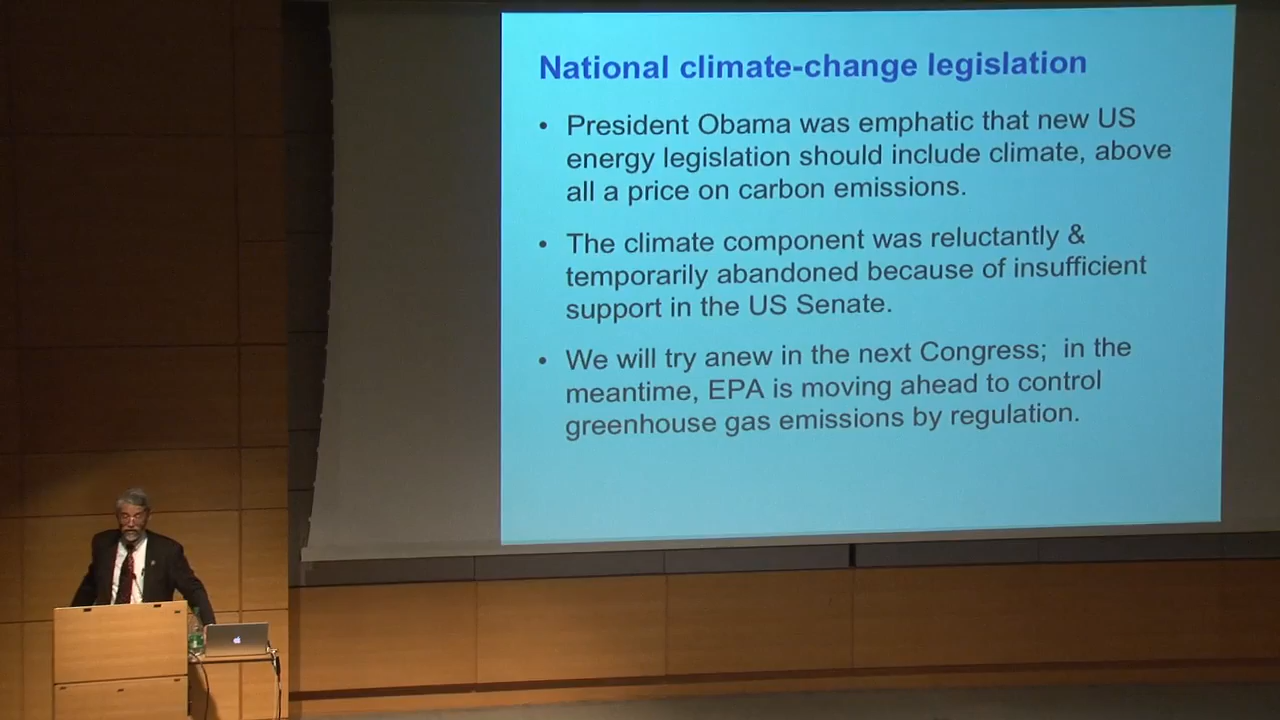 National climate-change legislation
• President Obama was emphatic that new US
energy legislation should include climate, above
all a price on carbon emissions.
• The climate component was reluctantly &
temporarily abandoned because of insufficient
support in the US Senate.
• We will try anew in the next Congress;  in the
meantime, EPA is moving ahead to control
greenhouse gas emissions by regulation.